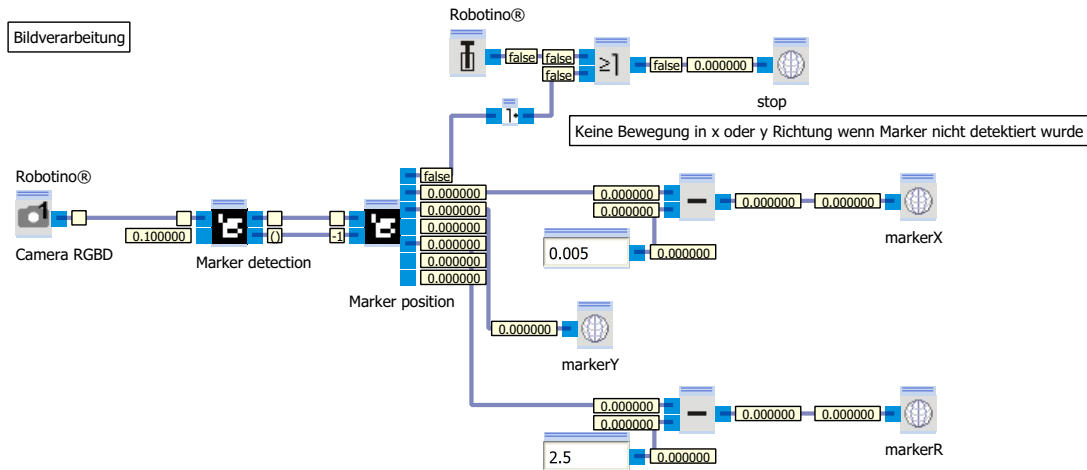 Robotino®
Bildverarbeitung
false
false
false
≥1
false
0.000000
stop
1
Keine Bewegung in x oder y Richtung wenn Marker nicht detektiert wurde
Robotino®
1
0.100000
()
-1
Camera RGBD
Marker detection
Marker position
false
0.000000
0.000000
0.000000
0.000000
0.000000
0.000000
0.000000
0.000000
0.000000
0.000000
markerX
0.005
0.000000
0.000000
markerY
0.000000
0.000000
0.000000
0.000000
markerR
2.5
0.000000